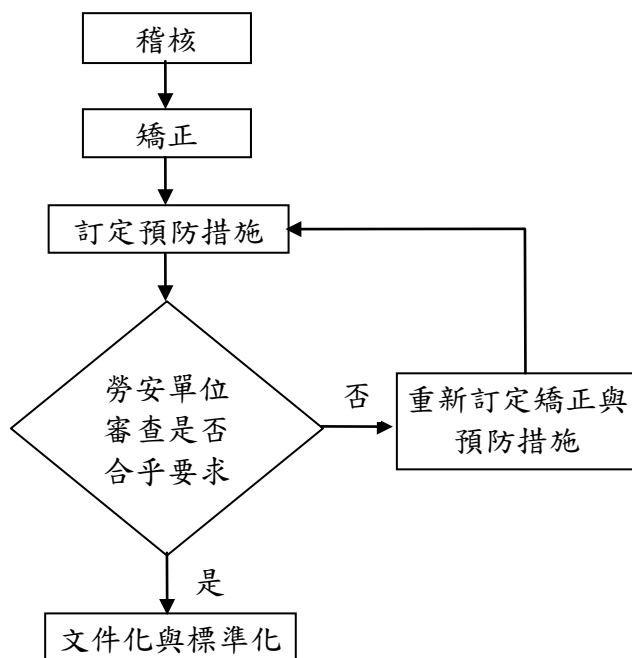 稽核
矯正
訂定預防措施
勞安單位
審查是否
合乎要求
否
重新訂定矯正與
預防措施
是
文件化與標準化